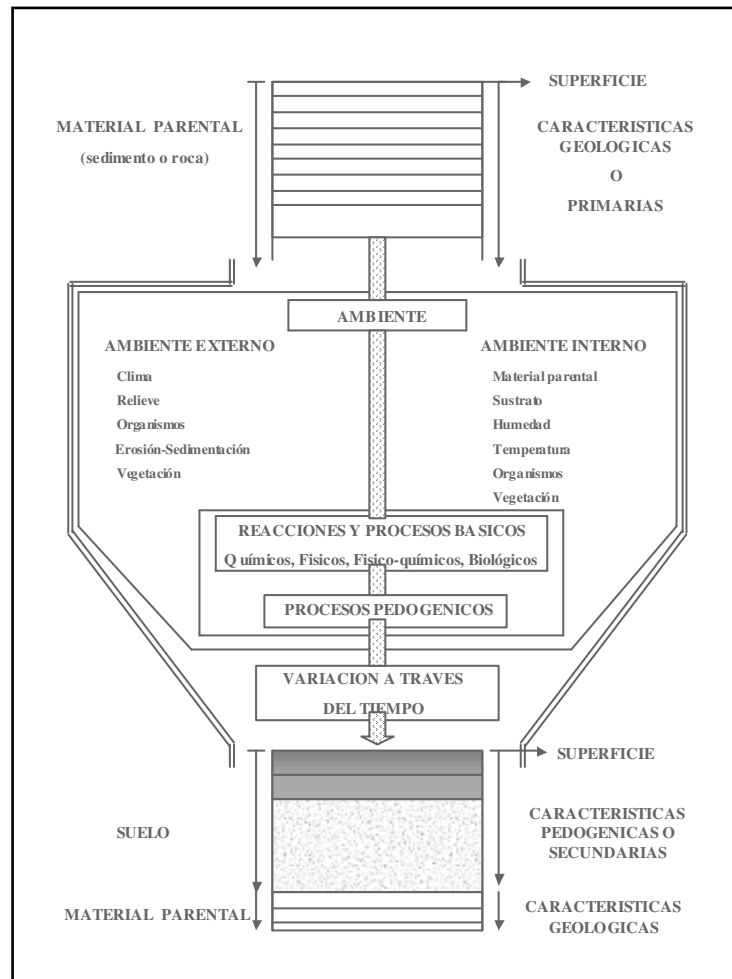 SUPERFICIE
MATERIAL PARENTAL
(sedimento o roca)
CARACTERISTICAS
GEOLOGICAS
O
PRIMARIAS
AMBIENTE
AMBIENTE EXTERNO
Clima
Relieve
Organismos
Erosión-Sedimentación
Vegetación
AMBIENTE INTERNO
Material parental
Sustrato
Humedad
Temperatura
Organismos
Vegetación
REACCIONES Y PROCESOS BASICOS
Químicos, Fisicos, Fisico-químicos, Biológicos
PROCESOS PEDOGENICOS
VARIACION A TRAVES
DEL TIEMPO
SUPERFICIE
SUELO
CARACTERISTICAS
PEDOGENICAS O
SECUNDARIAS
MATERIAL PARENTAL
CARACTERISTICAS
GEOLOGICAS